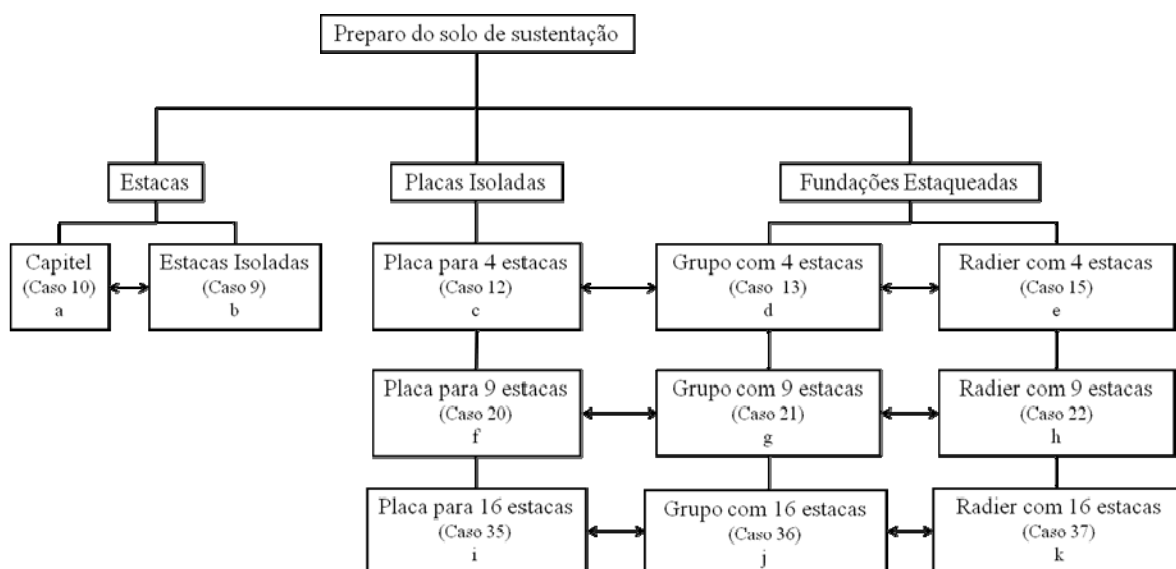 Preparo do solo de sustentação
Estacas
Placas Isoladas
Fundações Estaqueadas
Capitel
(Caso 10)
a
Estacas Isoladas
(Caso 9)
b
Placa para 4 estacas
(Caso 12)
c
Grupo com 4 estacas
(Caso 13)
d
Radier com 4 estacas
(Caso 15)
e
Placa para 9 estacas
(Caso 20)
f
Grupo com 9 estacas
(Caso 21)
g
Radier com 9 estacas
(Caso 22)
h
Placa para 16 estacas
(Caso 35)
i
Grupo com 16 estacas
(Caso 36)
j
Radier com 16 estacas
(Caso 37)
k